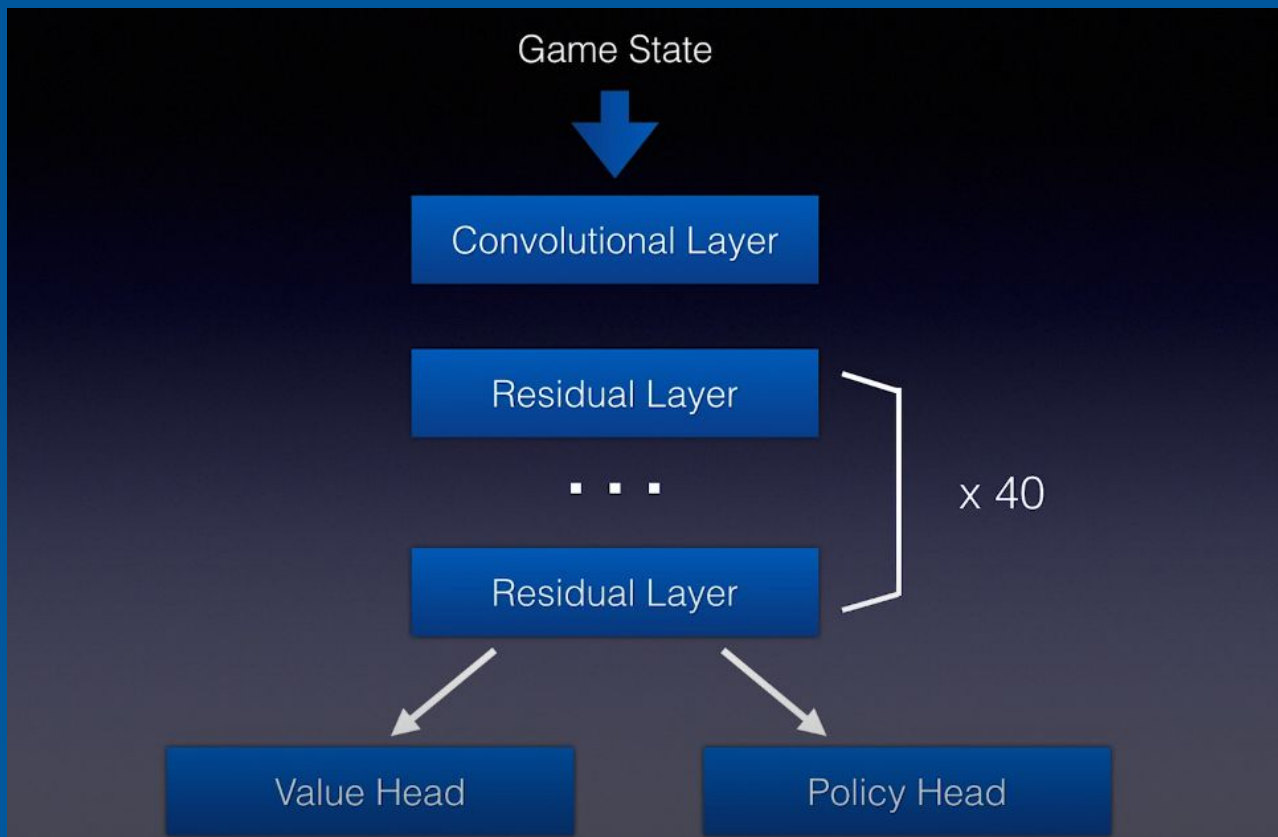 Game State
Convolutional Layer
Residual Layer
...
x 40
Residual Layer
Value Head
Policy Head